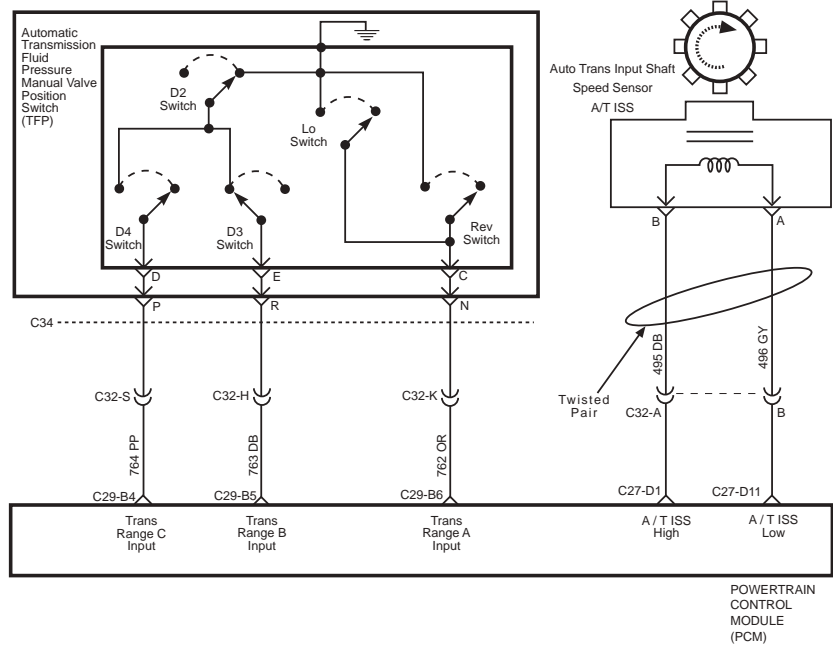 Automatic
Transmission
Fluid
Pressure
Manual Valve
Position
Switch
(TFP)
D2
Switch
Lo
Switch
D4
Switch
D3
Switch
Rev
Switch
D
E
C
P
R
N
C34
C32-S
C32-H
C32-K
764 PP
763 DB
762 OR
C29-B4
C29-B5
C29-B6
Trans
Range C
Input
Trans
Range B
Input
Trans
Range A
Input
Auto Trans Input Shaft
Speed Sensor
A/T ISS
B
A
495 DB
496 GY
Twisted
Pair
C32-A
B
C27-D1
C27-D11
A / T ISS
High
A / T ISS
Low
POWERTRAIN
CONTROL
MODULE
(PCM)